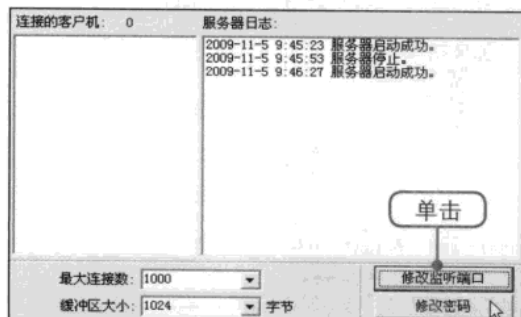 连接的客户机： 0
服务器日志：
2009-11-5 9:45:23 服务器启动成功。
2009-11-5 9:45:53 服务器停止。
2009-11-5 9:46:27 服务器启动成功。
单击
最大连接数：1000
修改监听端口
缓冲区大小：1024 字节
修改密码